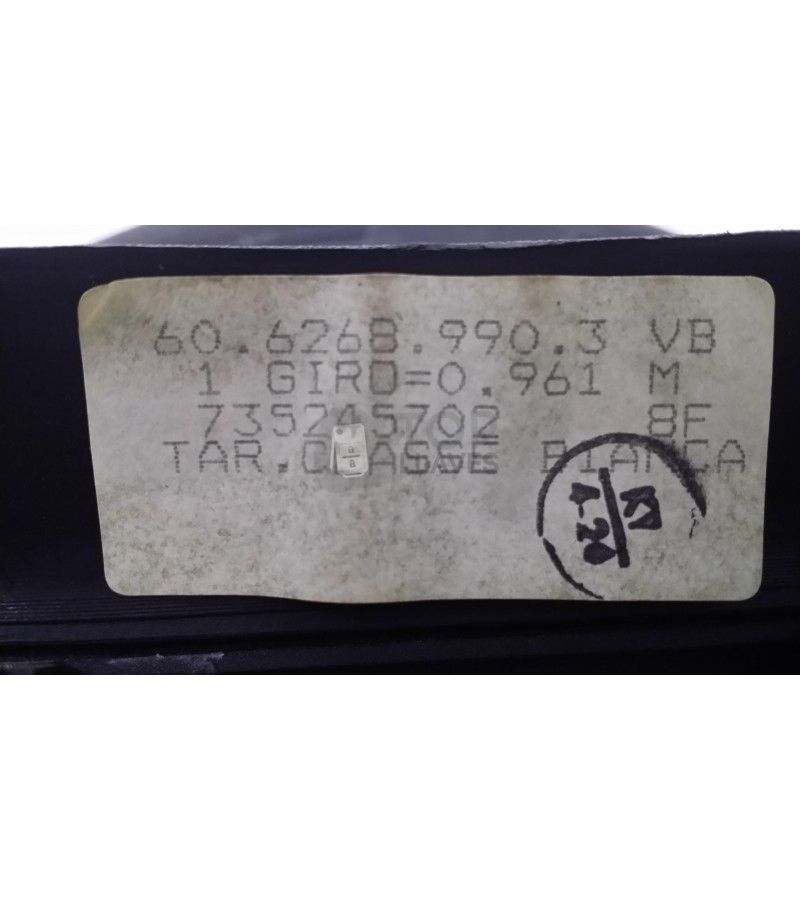 60.6268.990.3 VB
1 GIRO=0.961 M
735245702 8F
TAR.CLASSE BIANCA